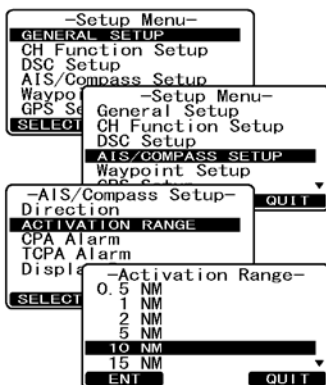 -Setup Menu-
GENERAL SETUP
CH Function Setup
DSC Setup
AIS/Compass Setup
SELECT
-Setup Menu-
General Setup
CH Function Setup
DSC Setup
AIS/COMPASS SETUP
Waypoint Setup
QUIT
-AIS/Compass Setup-
Direction
ACTIVATION RANGE
CPA Alarm
TCPA Alarm
SELECT
-Activation Range-
0.5 NM
1 NM
2 NM
5 NM
10 NM
15 NM
ENT QUIT